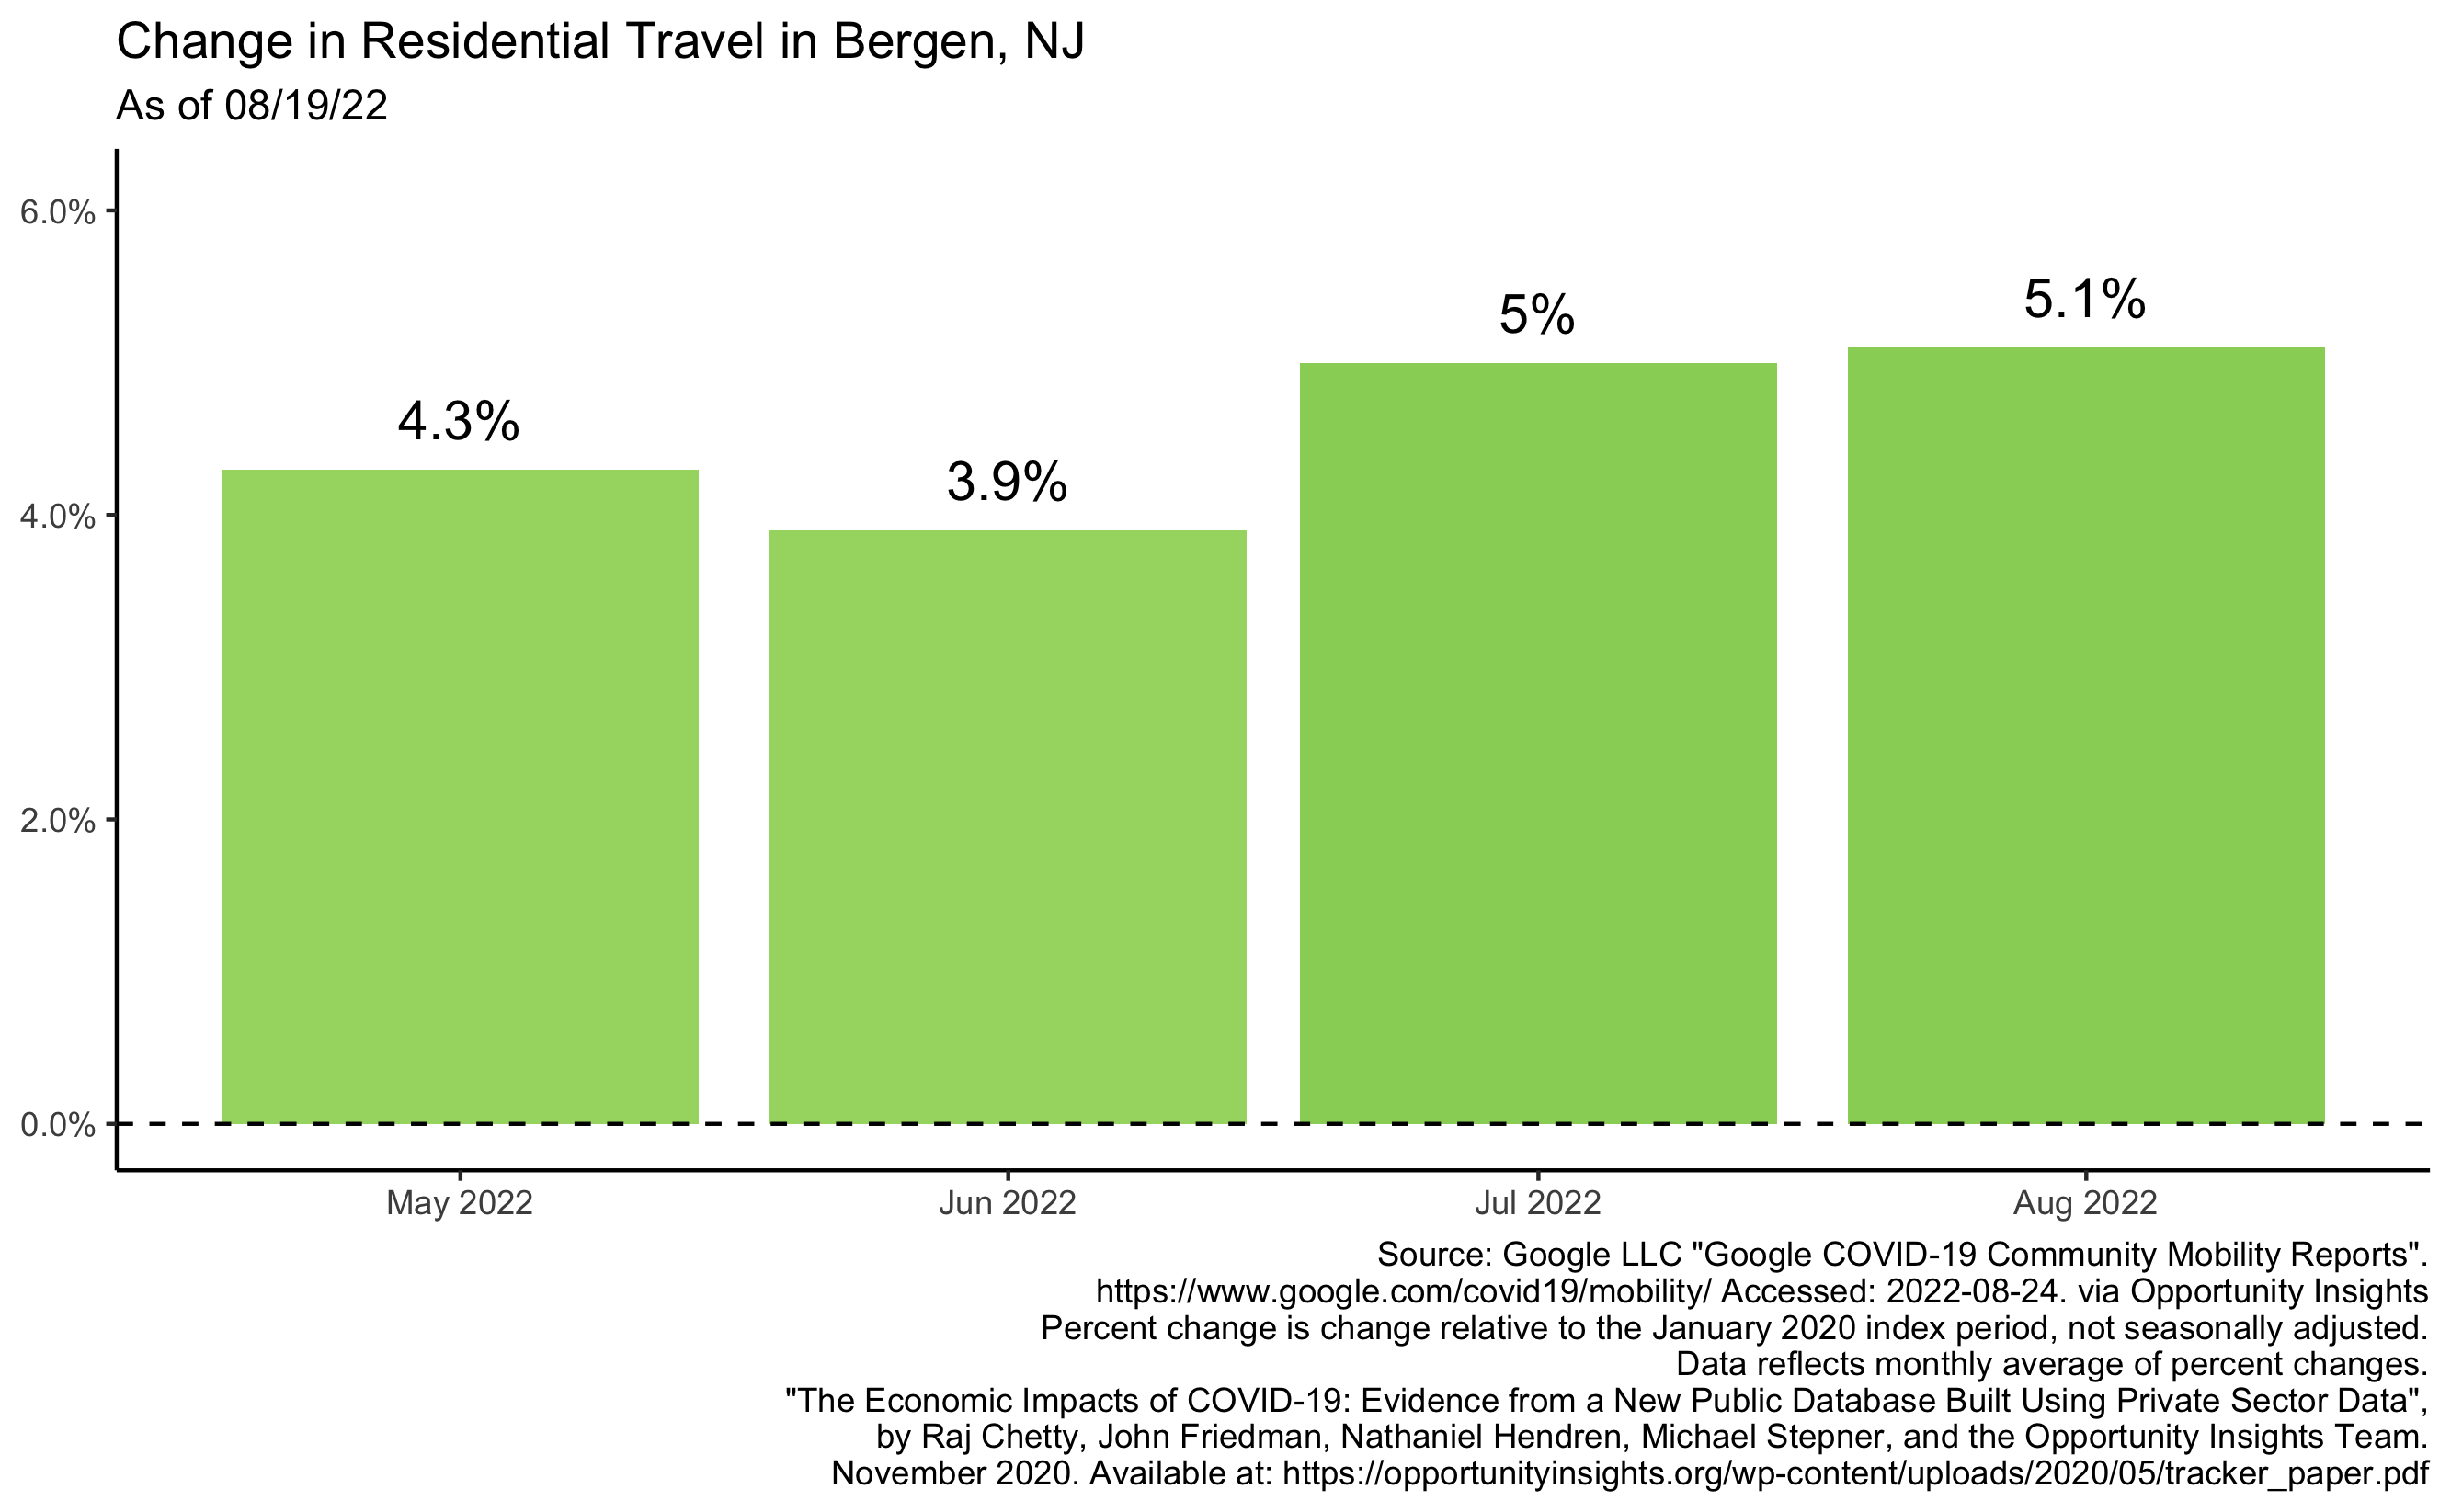 Change in Residential Travel in Bergen, NJ
As of 08/19/22
6.0%
4.0%
2.0%
0.0%
4.3%
3.9%
5%
5.1%
May 2022
Jun 2022
Jul 2022
Aug 2022
Source: Google LLC "Google COVID-19 Community Mobility Reports".
https://www.google.com/covid19/mobility/ Accessed: 2022-08-24. via Opportunity Insights
Percent change is change relative to the January 2020 index period, not seasonally adjusted.
Data reflects monthly average of percent changes.
"The Economic Impacts of COVID-19: Evidence from a New Public Database Built Using Private Sector Data",
by Raj Chetty, John Friedman, Nathaniel Hendren, Michael Stepner, and the Opportunity Insights Team.
November 2020. Available at: https://opportunityinsights.org/wp-content/uploads/2020/05/tracker_paper.pdf